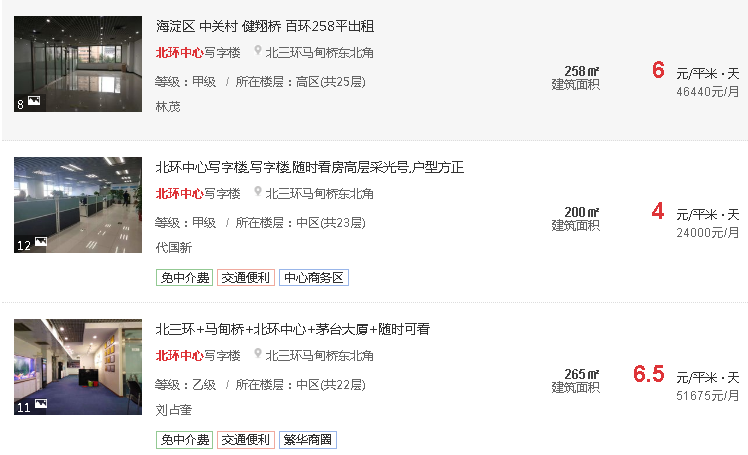 海淀区 中关村 健翔桥 百环258平出租
北环中心写字楼 北三环马甸桥东北角
等级：甲级 / 所在楼层：高区(共25层)
林茂
8
258㎡
建筑面积
6 元/平米·天
46440元/月
北环中心写字楼,写字楼,随时看房高层采光号,户型方正
北环中心写字楼 北三环马甸桥东北角
等级：甲级 / 所在楼层：中区(共23层)
代国新
12
免中介费 交通便利 中心商务区
200㎡
建筑面积
4 元/平米·天
24000元/月
北三环+马甸桥+北环中心+茅台大厦+随时可看
北环中心写字楼 北三环马甸桥东北角
等级：乙级 / 所在楼层：中区(共22层)
刘占奎
11
免中介费 交通便利 繁华商圈
265㎡
建筑面积
6.5 元/平米·天
51675元/月